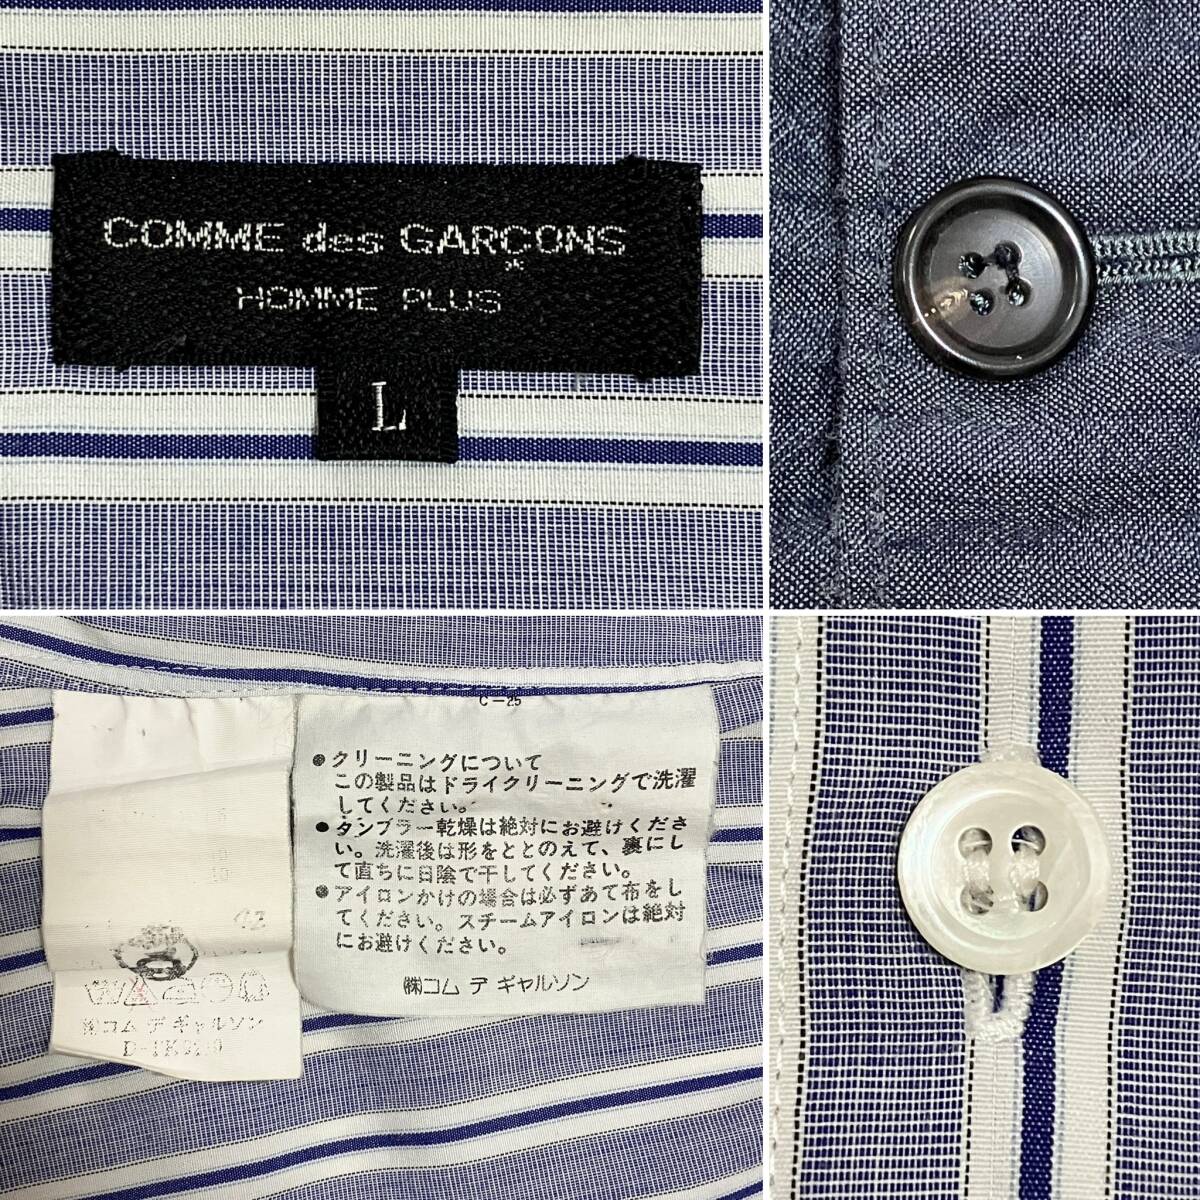 COMME des GARÇONS
HOMME PLUS
L
C-25
●クリーニングについて
この製品はドライクリーニングで洗濯
してください。
●タンブラー乾燥は絶対にお避けくださ
い。洗濯後は形をととのえて、裏にし
て直ちに日陰で干してください。
●アイロンかけの場合は必ずあて布をし
てください。スチームアイロンは絶対
にお避けください。
㈱コム デ ギャルソン
㈱コム デ ギャルソン